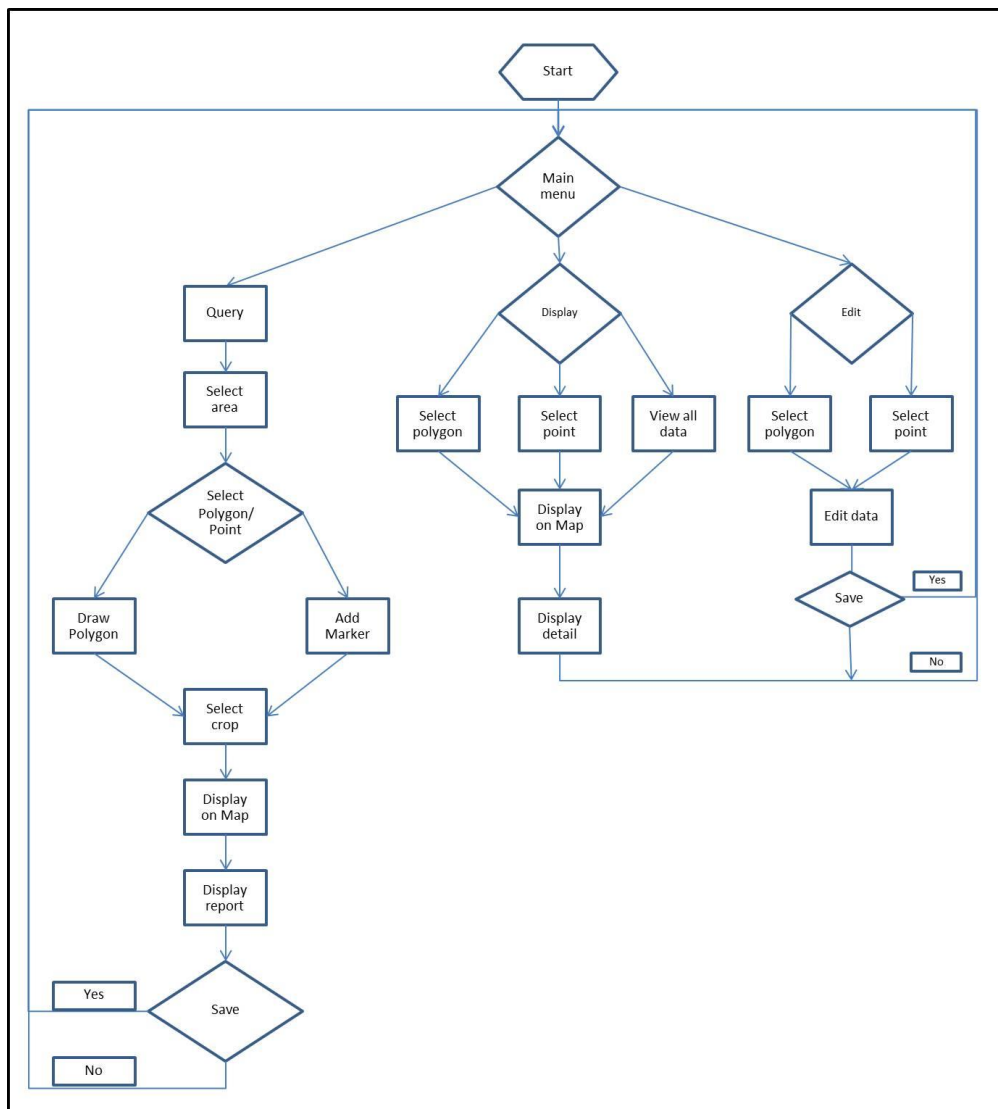 Start
Main
menu
Query
Display
Edit
Select
area
Select
polygon
Select
point
View all
data
Select
polygon
Select
point
Select
Polygon/
Point
Display
on Map
Edit data
Draw
Polygon
Add
Marker
Display
detail
Save
Yes
No
Select
crop
Display
on Map
Display
report
Save
Yes
No